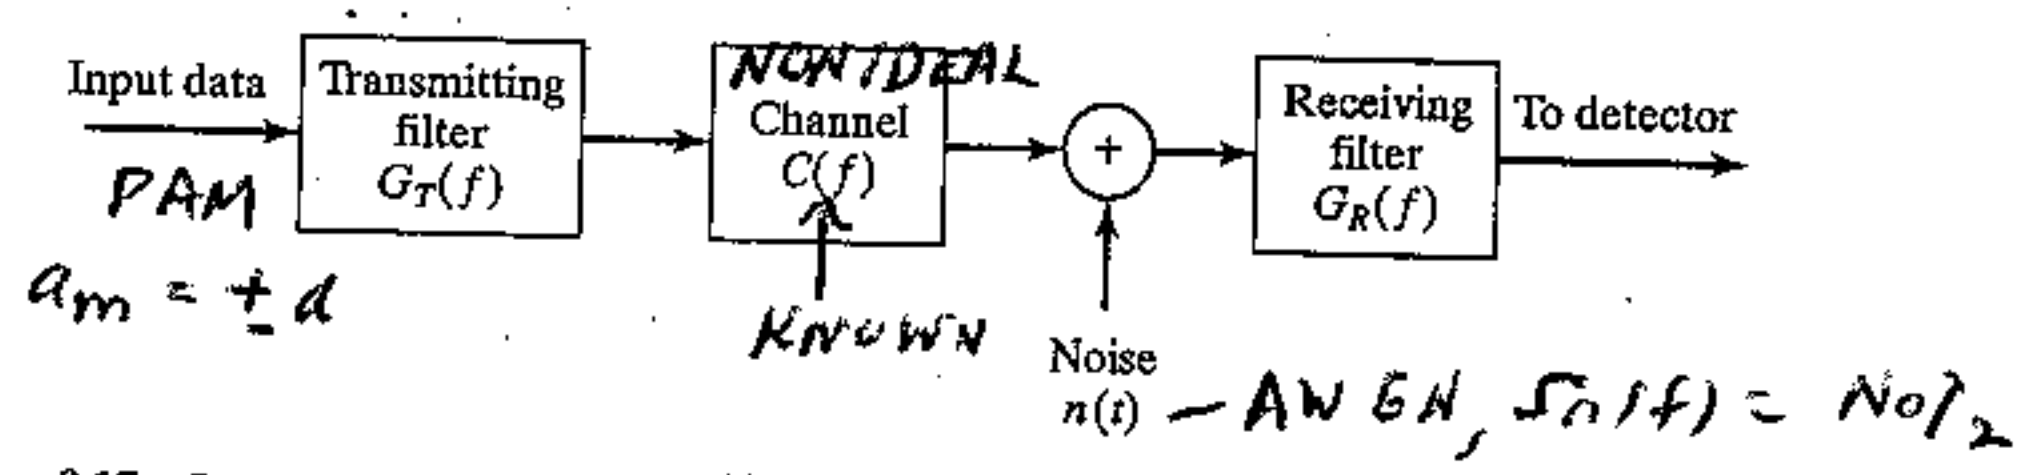 Input data
PAM
a_m = ± d
Transmitting
filter
G_T(f)
NONIDEAL
Channel
C(f)
KNOWN
+
Noise
n(t) — AWGN, S_n(f) = N_0/2
Receiving
filter
G_R(f)
To detector